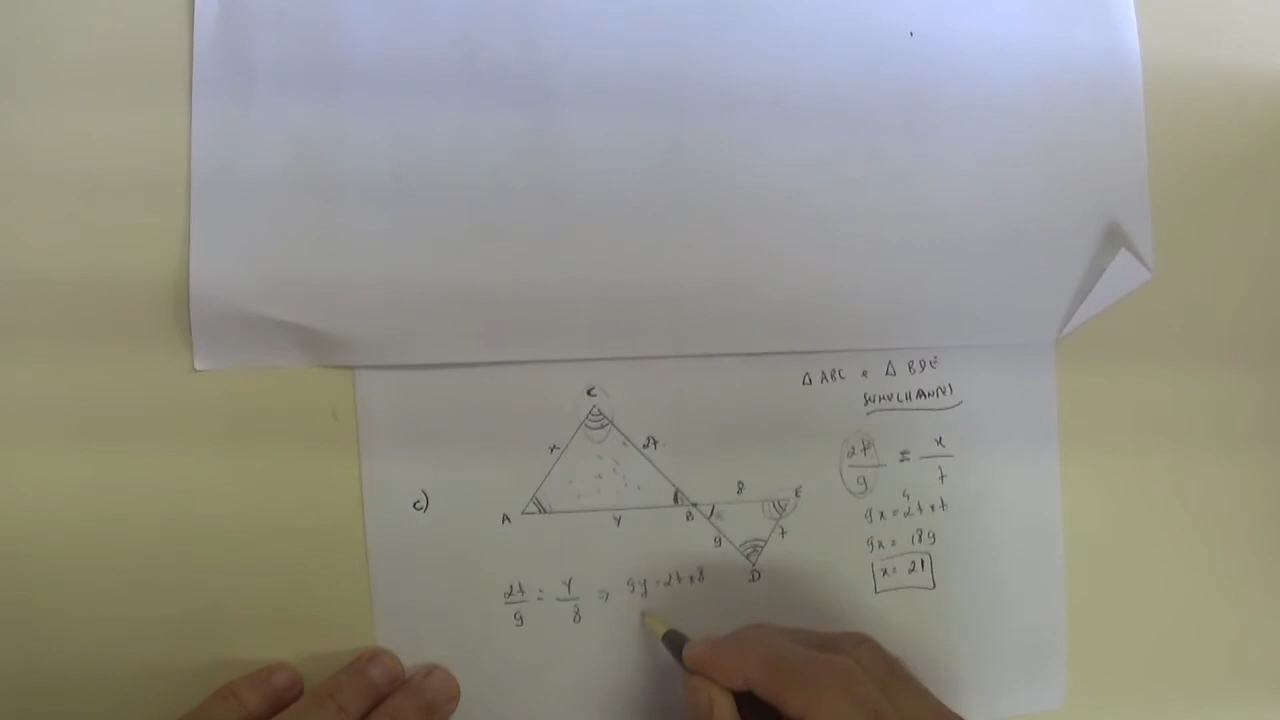 △ ABC e △ BDE
SEMELHANTES
C
x
27
27/9 = x/7
8
E
c)
A
y
B
9
7
D
9x = 27 x 7
9x = 189
x = 21
27/9 = y/8 ⇒ 9y = 27 x 8